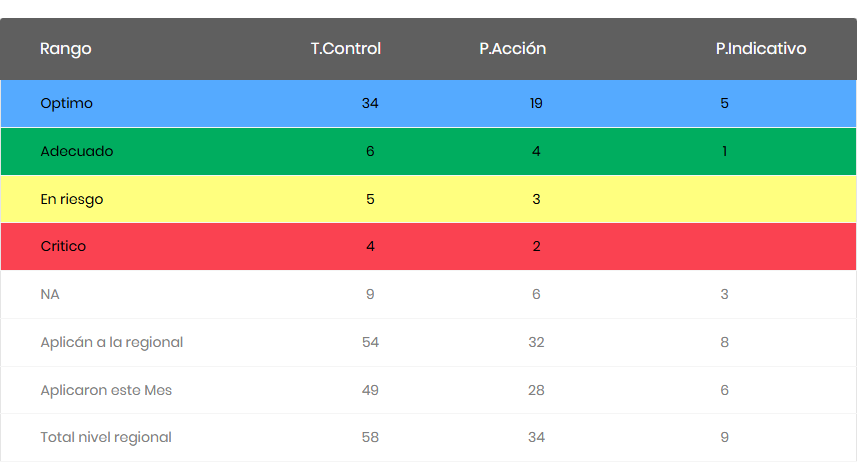 Rango T.Control P.Acción P.Indicativo
Optimo 34 19 5
Adecuado 6 4 1
En riesgo 5 3
Critico 4 2
NA 9 6 3
Aplicán a la regional 54 32 8
Aplicaron este Mes 49 28 6
Total nivel regional 58 34 9